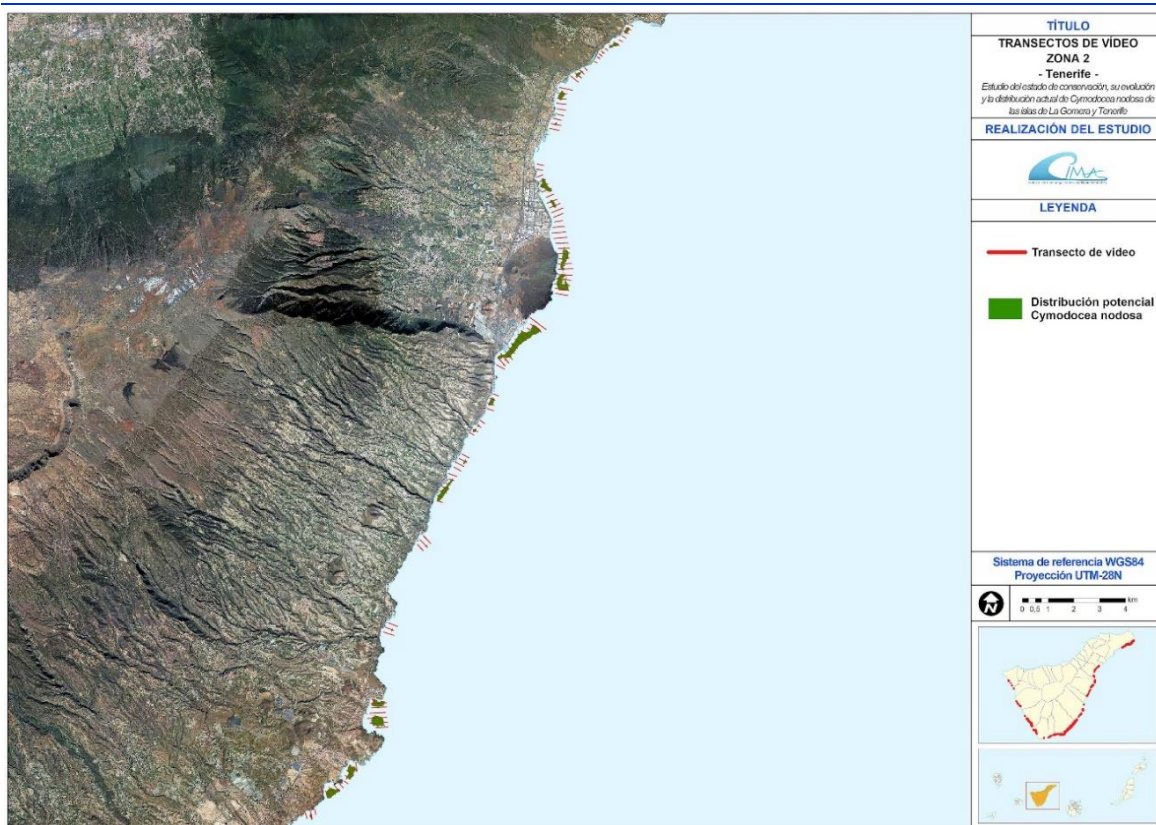 TÍTULO
TRANSECTOS DE VÍDEO
ZONA 2
- Tenerife -
Estudio del estado de conservación, su evolución
y la distribución actual de Cymodocea nodosa de
las islas de La Gomera y Tenerife
REALIZACIÓN DEL ESTUDIO
CIMA
LEYENDA
Transecto de video
Distribución potencial
Cymodocea nodosa
Sistema de referencia WGS84
Proyección UTM-28N
N
km
0 0,5 1 2 3 4